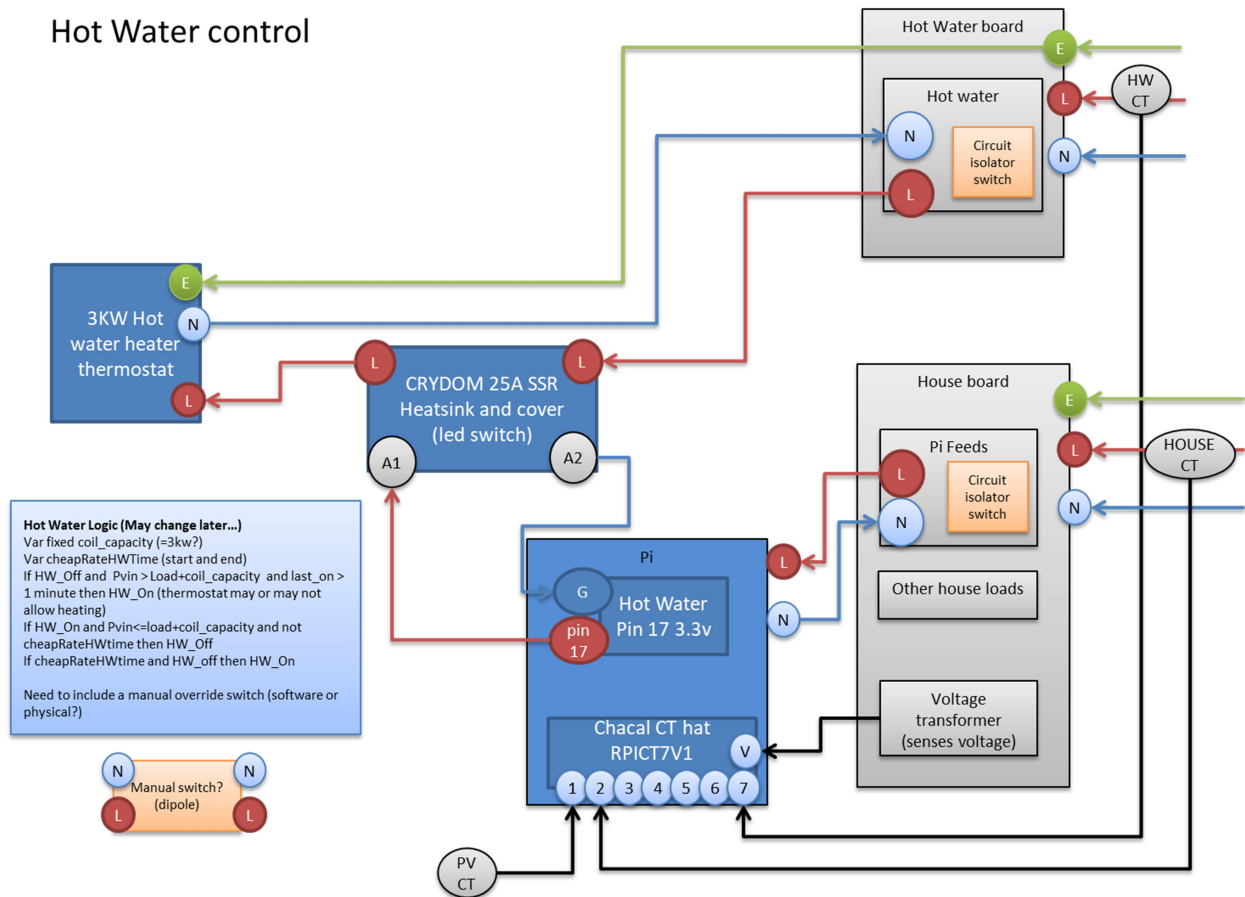 Hot Water control
Hot Water board
E
L
HW
CT
N
Hot water
N
L
Circuit
isolator
switch
3KW Hot
water heater
thermostat
E
N
L
L
L
CRYDOM 25A SSR
Heatsink and cover
(led switch)
A1
A2
House board
E
L
HOUSE
CT
N
Pi Feeds
L
N
Circuit
isolator
switch
Other house loads
Voltage
transformer
(senses voltage)
Hot Water Logic (May change later...)
Var fixed coil_capacity (=3kw?)
Var cheapRateHWTime (start and end)
If HW_Off and Pvin > Load+coil_capacity and last_on >
1 minute then HW_On (thermostat may or may not
allow heating)
If HW_On and Pvin<=load+coil_capacity and not
cheapRateHWtime then HW_Off
If cheapRateHWtime and HW_off then HW_On
Need to include a manual override switch (software or
physical?)
Pi
L
N
G
pin
17
Hot Water
Pin 17 3.3v
Chacal CT hat
RPICT7V1
V
1 2 3 4 5 6 7
N
N
Manual switch?
(dipole)
L
L
PV
CT